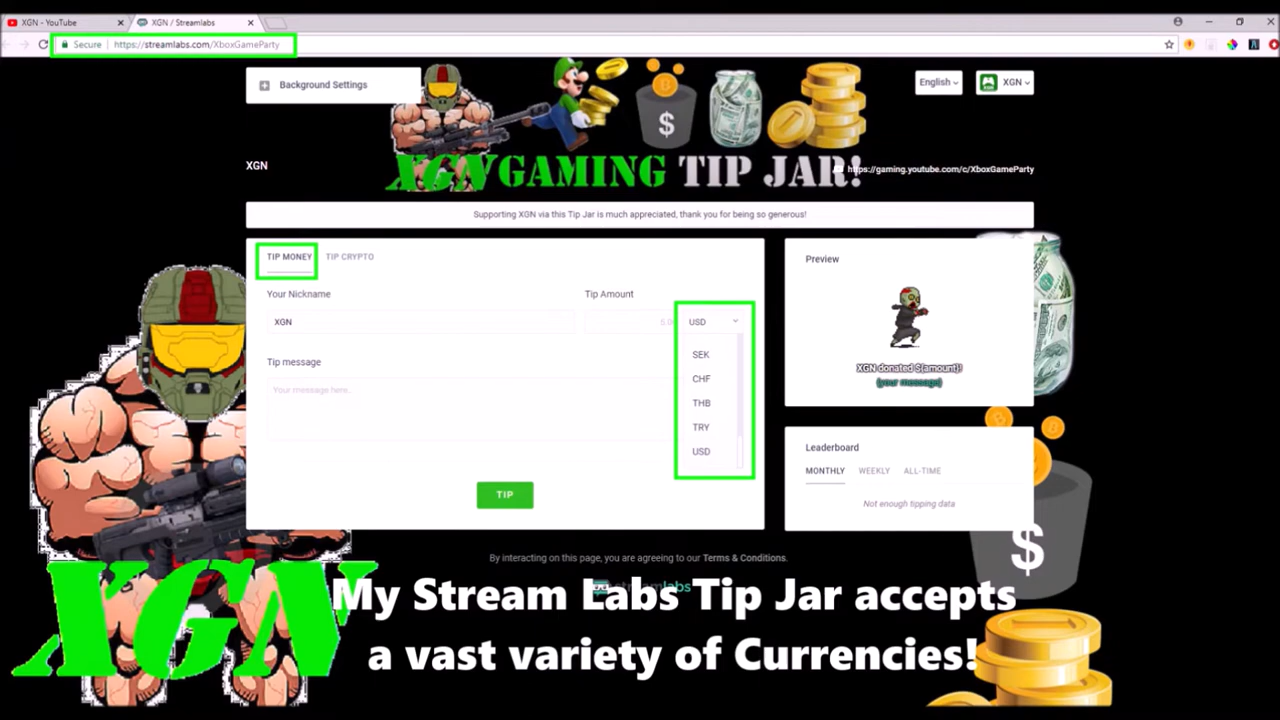 XGN - YouTube
XGN / Streamlabs
Secure
https://streamlabs.com/XboxGameParty
Background Settings
English
XGN
$
XGN
XGN GAMING TIP JAR!
https://gaming.youtube.com/c/XboxGameParty
Supporting XGN via this Tip Jar is much appreciated, thank you for being so generous!
TIP MONEY
TIP CRYPTO
Preview
Your Nickname
Tip Amount
XGN
5.00
USD
SEK
CHF
THB
TRY
USD
Tip message
Your message here..
XGN donated ${amount}!
(your message)
Leaderboard
MONTHLY
WEEKLY
ALL-TIME
Not enough tipping data
TIP
$
By interacting on this page, you are agreeing to our Terms & Conditions.
streamlabs
XGN
My Stream Labs Tip Jar accepts
a vast variety of Currencies!